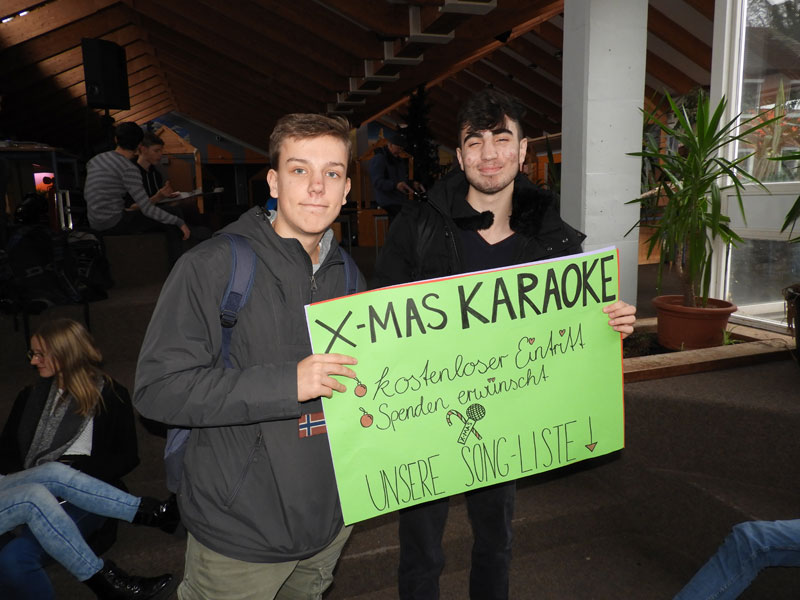 X-MAS KARAOKE
kostenloser Eintritt
Spenden erwünscht
UNSERE SONG-LISTE